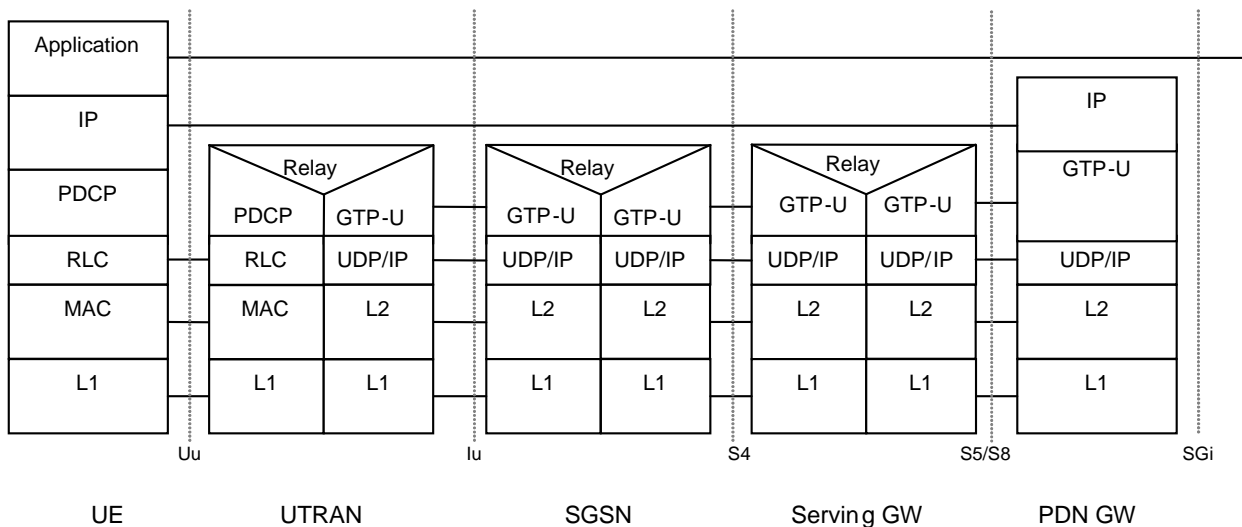 Application
IP
IP
Relay
Relay
Relay
PDCP
GTP-U
PDCP
GTP-U
GTP-U
GTP-U
GTP-U
GTP-U
RLC
RLC
UDP/IP
UDP/IP
UDP/IP
UDP/IP
UDP/IP
UDP/IP
MAC
MAC
L2
L2
L2
L2
L2
L2
L1
L1
L1
L1
L1
L1
L1
L1
Uu
Iu
S4
S5/S8
SGi
UE
UTRAN
SGSN
Serving GW
PDN GW